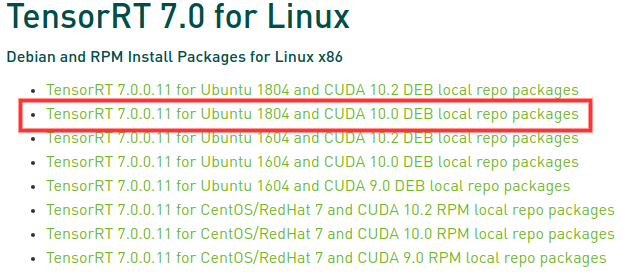 TensorRT 7.0 for Linux
Debian and RPM Install Packages for Linux x86
TensorRT 7.0.0.11 for Ubuntu 1804 and CUDA 10.2 DEB local repo packages
TensorRT 7.0.0.11 for Ubuntu 1804 and CUDA 10.0 DEB local repo packages
TensorRT 7.0.0.11 for Ubuntu 1604 and CUDA 10.2 DEB local repo packages
TensorRT 7.0.0.11 for Ubuntu 1604 and CUDA 10.0 DEB local repo packages
TensorRT 7.0.0.11 for Ubuntu 1604 and CUDA 9.0 DEB local repo packages
TensorRT 7.0.0.11 for CentOS/RedHat 7 and CUDA 10.2 RPM local repo packages
TensorRT 7.0.0.11 for CentOS/RedHat 7 and CUDA 10.0 RPM local repo packages
TensorRT 7.0.0.11 for CentOS/RedHat 7 and CUDA 9.0 RPM local repo packages